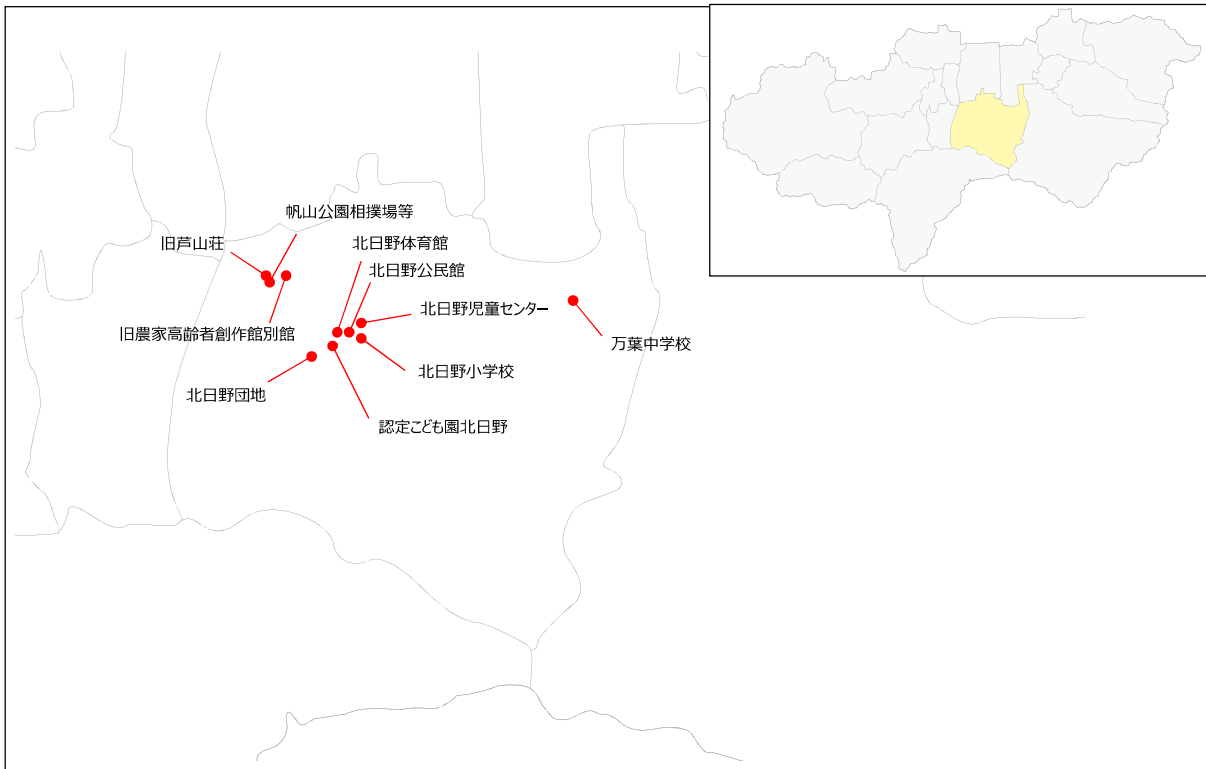 帆山公園相撲場等
旧芦山荘
北日野体育館
北日野公民館
北日野児童センター
旧農家高齢者創作館別館
万葉中学校
北日野小学校
北日野団地
認定こども園北日野